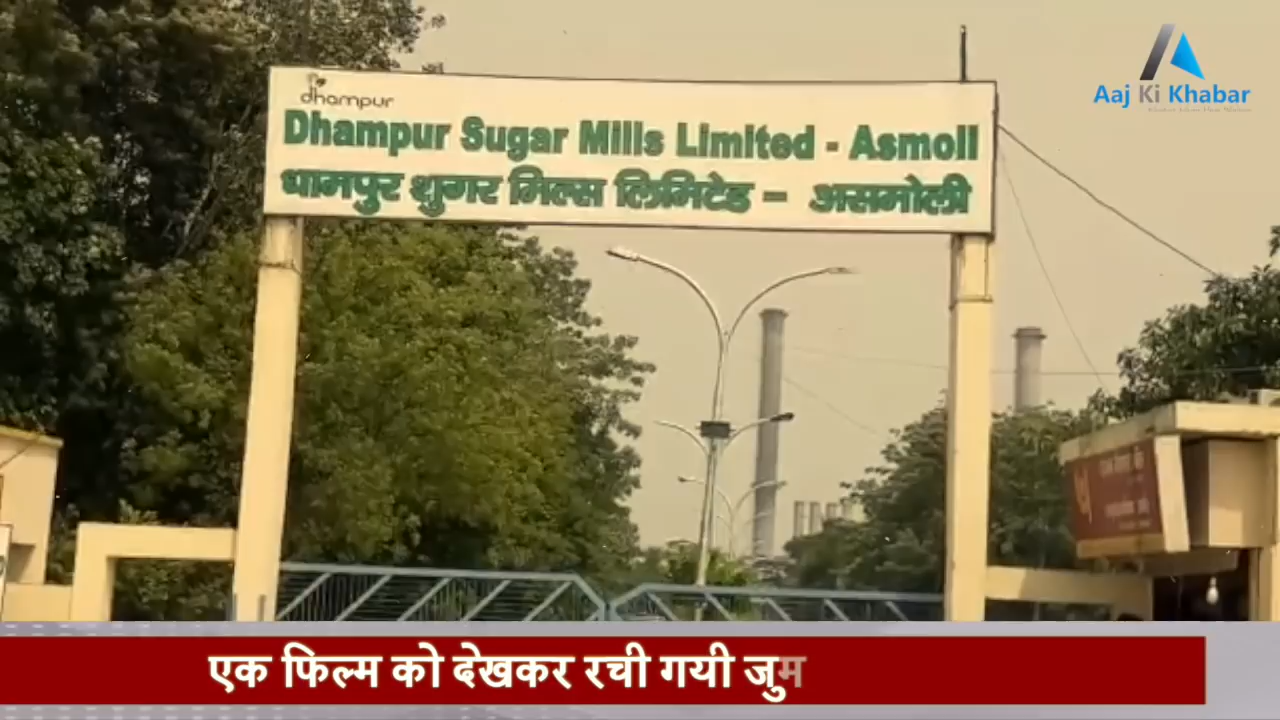 dhampur
Dhampur Sugar Mills Limited - Asmoli
धामपुर शुगर मिल्स लिमिटेड - असमोली
Aaj Ki Khabar
एक फिल्म को देखकर रची गयी जुम